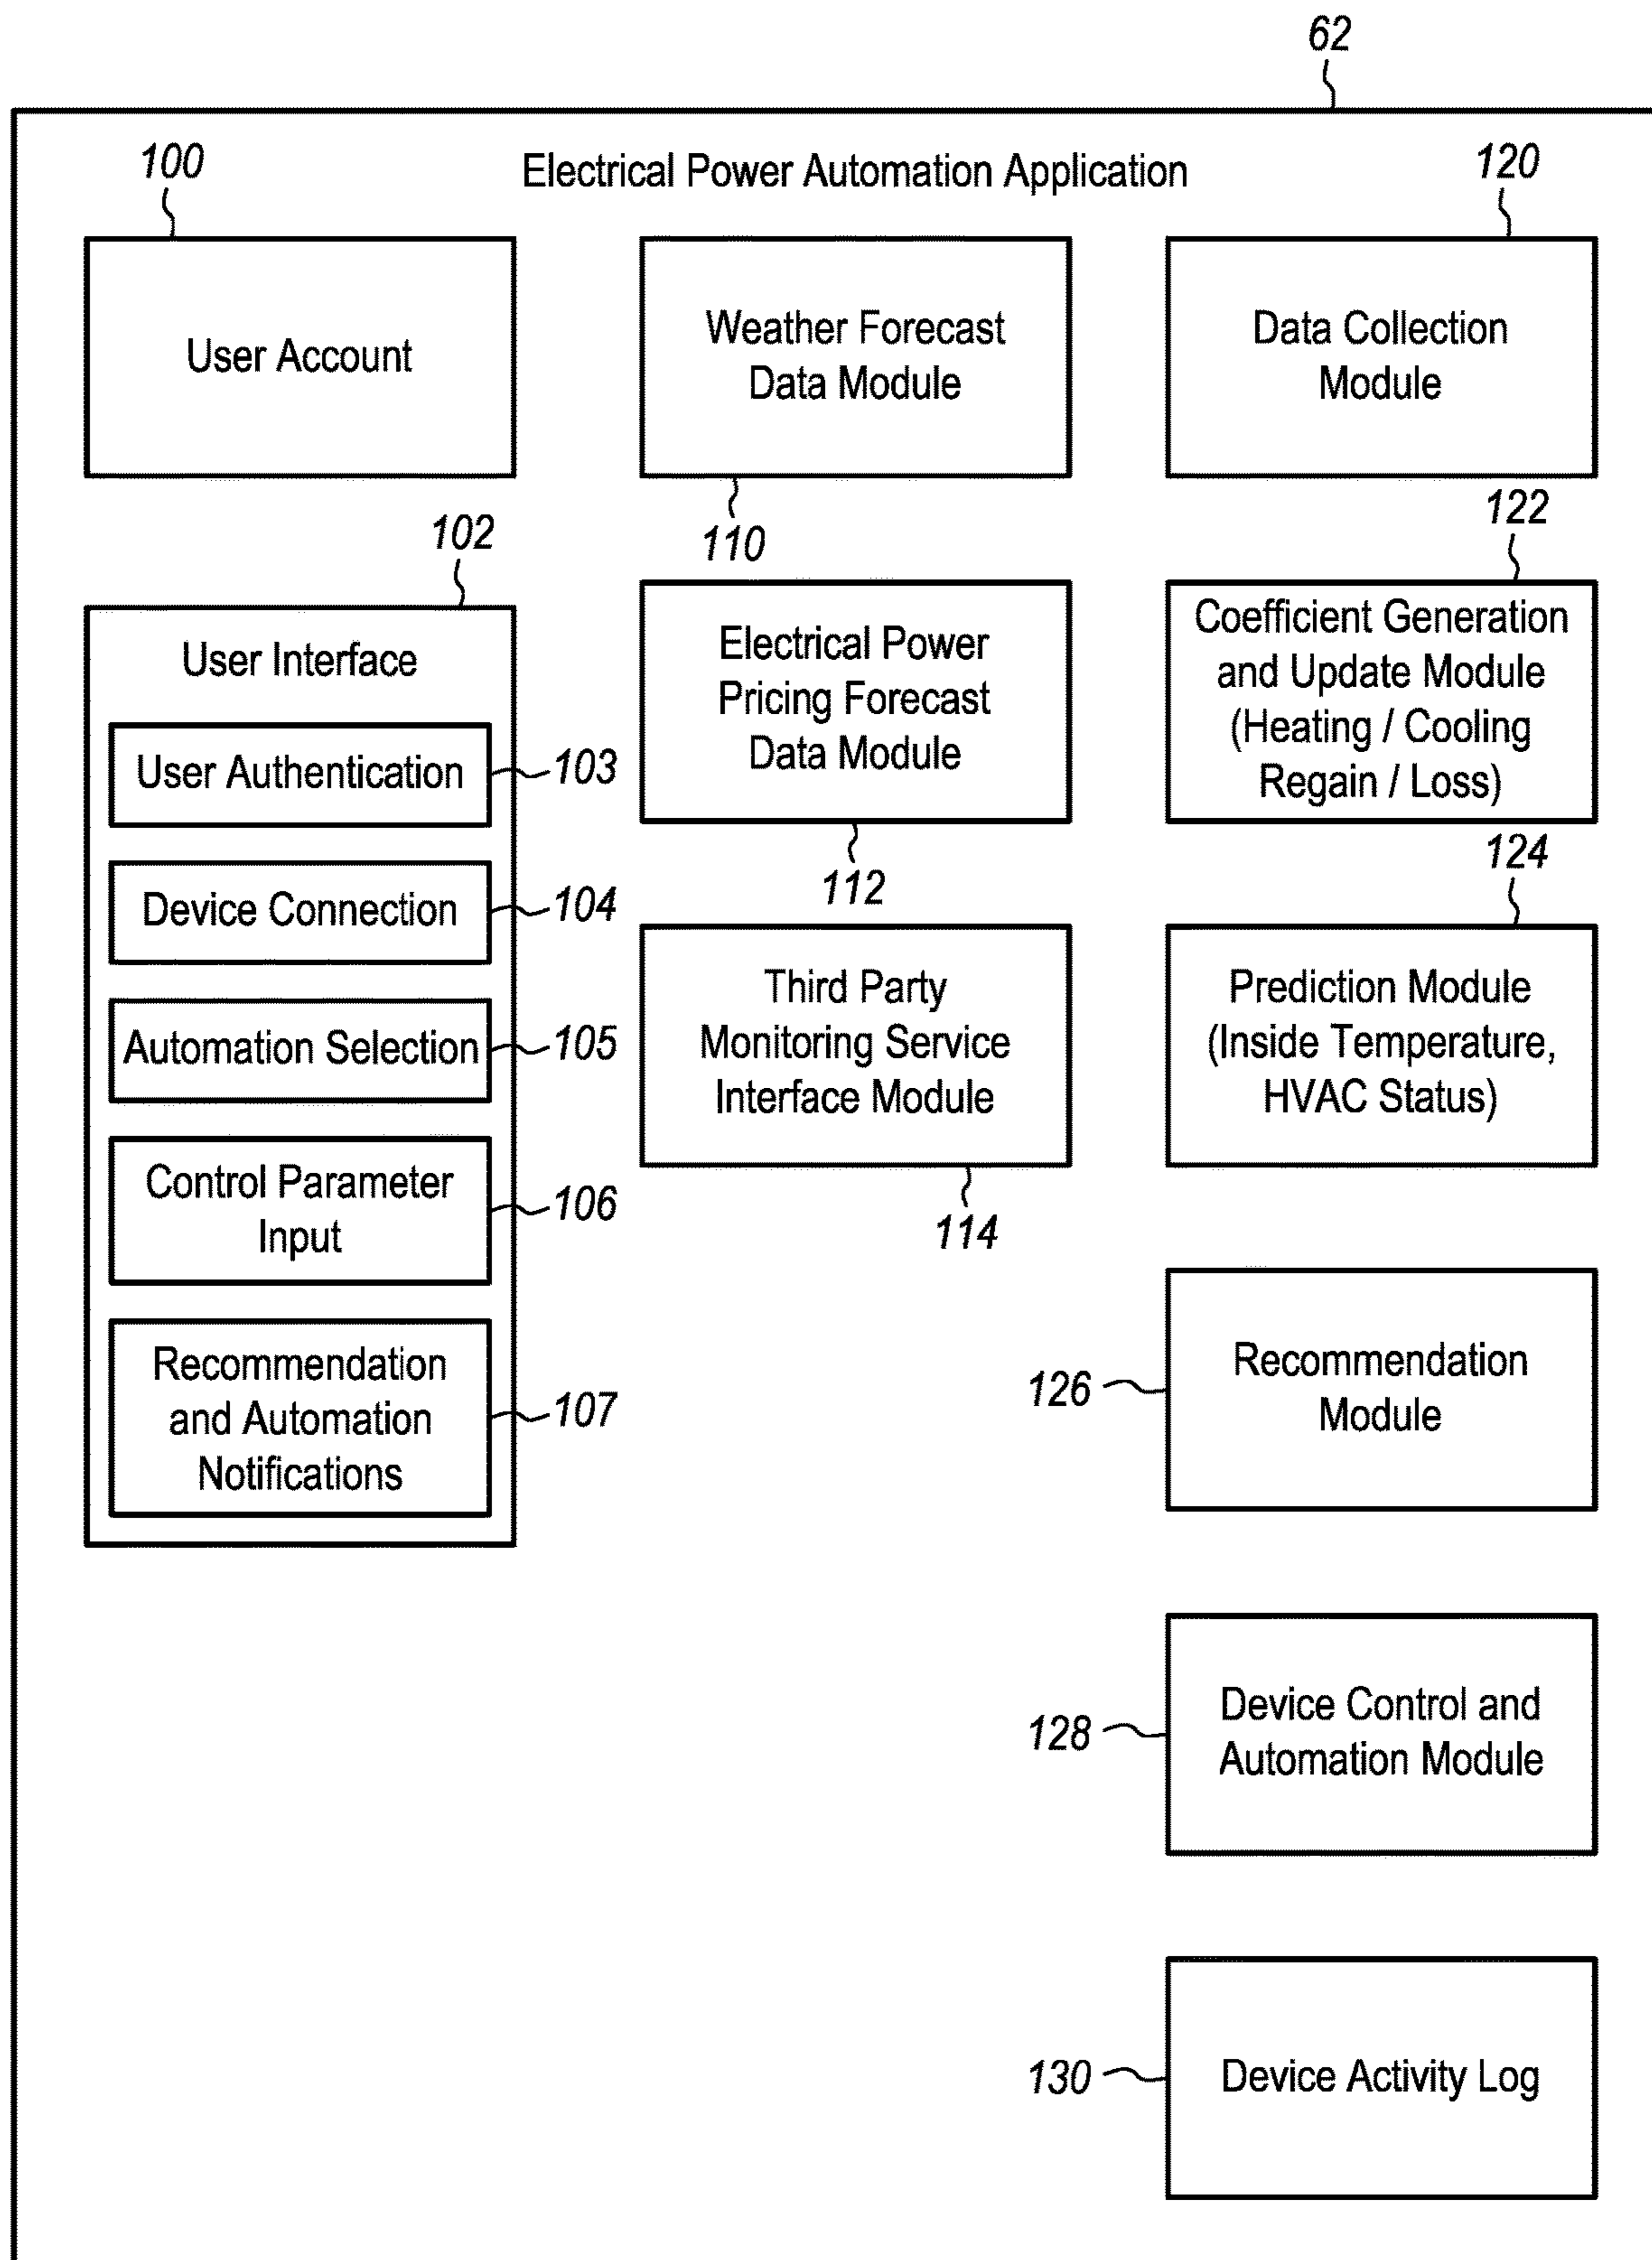 62
Electrical Power Automation Application
100
User Account
102
User Interface
User Authentication
103
Device Connection
104
Automation Selection
105
Control Parameter
Input
106
Recommendation
and Automation
Notifications
107
Weather Forecast
Data Module
110
Electrical Power
Pricing Forecast
Data Module
112
Third Party
Monitoring Service
Interface Module
114
120
Data Collection
Module
122
Coefficient Generation
and Update Module
(Heating / Cooling
Regain / Loss)
124
Prediction Module
(Inside Temperature,
HVAC Status)
126
Recommendation
Module
128
Device Control and
Automation Module
130
Device Activity Log